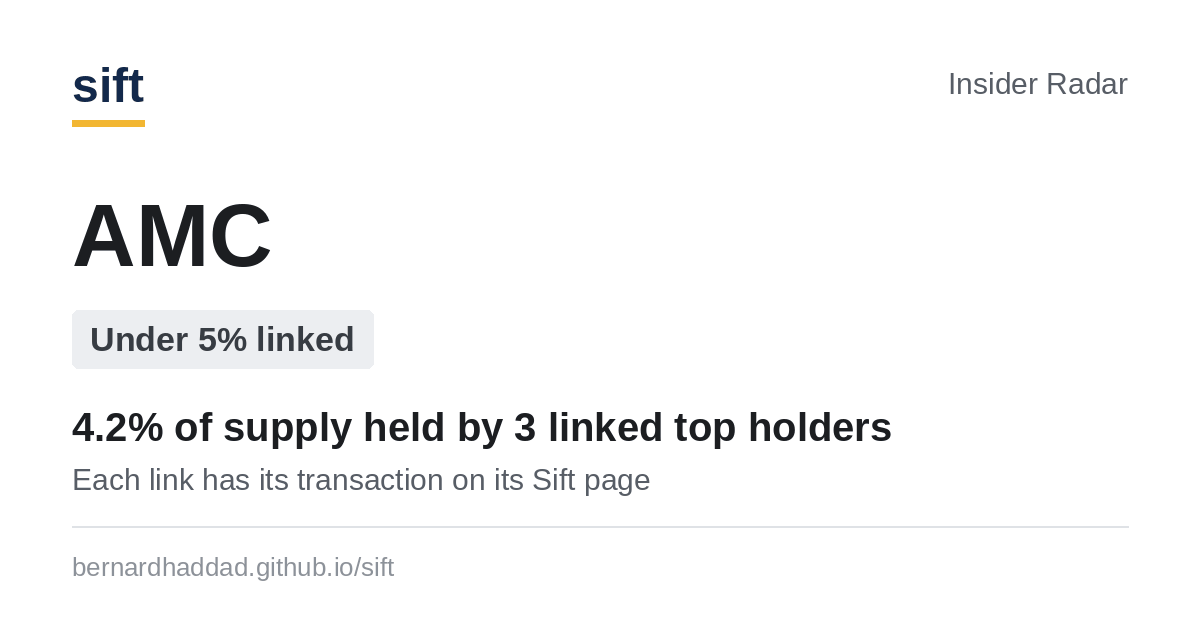 sift
Insider Radar
AMC
Under 5% linked
4.2% of supply held by 3 linked top holders
Each link has its transaction on its Sift page
bernardhaddad.github.io/sift